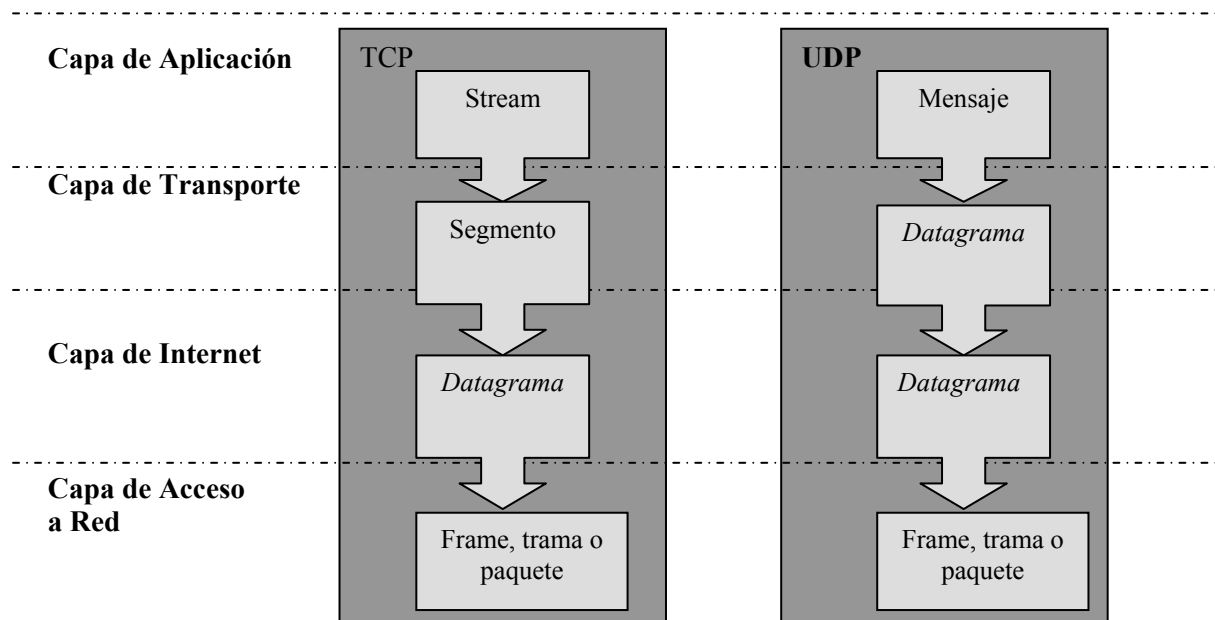 Capa de Aplicación
TCP
UDP
Stream
Mensaje
Capa de Transporte
Segmento
Datagrama
Capa de Internet
Datagrama
Datagrama
Capa de Acceso
a Red
Frame, trama o
paquete
Frame, trama o
paquete